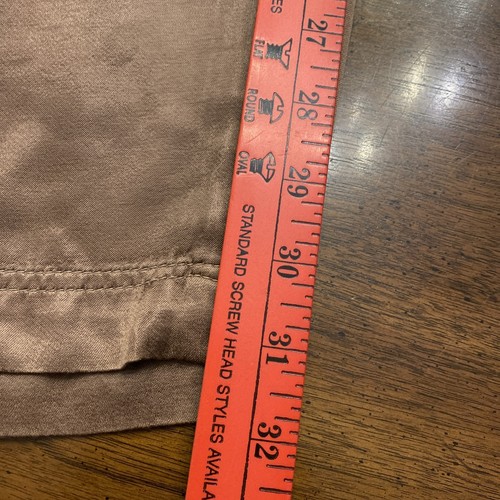 ES
FLAT
ROUND
OVAL
STANDARD SCREW HEAD STYLES AVAILA
27
28
29
30
31
32